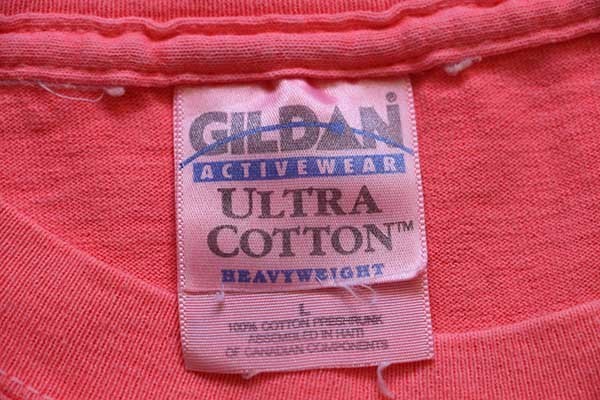 GILDAN
ACTIVEWEAR
ULTRA
COTTON™
HEAVYWEIGHT
L
100% COTTON PRESHRUNK
ASSEMBLED IN HAITI
OF CANADIAN COMPONENTS